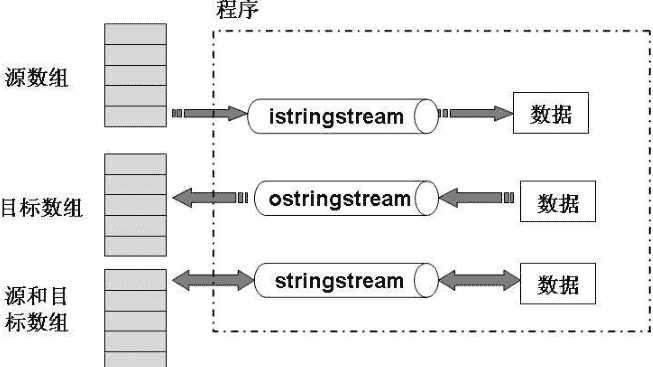 程序
源数组
istringstream
数据
目标数组
ostringstream
数据
源和目
标数组
stringstream
数据